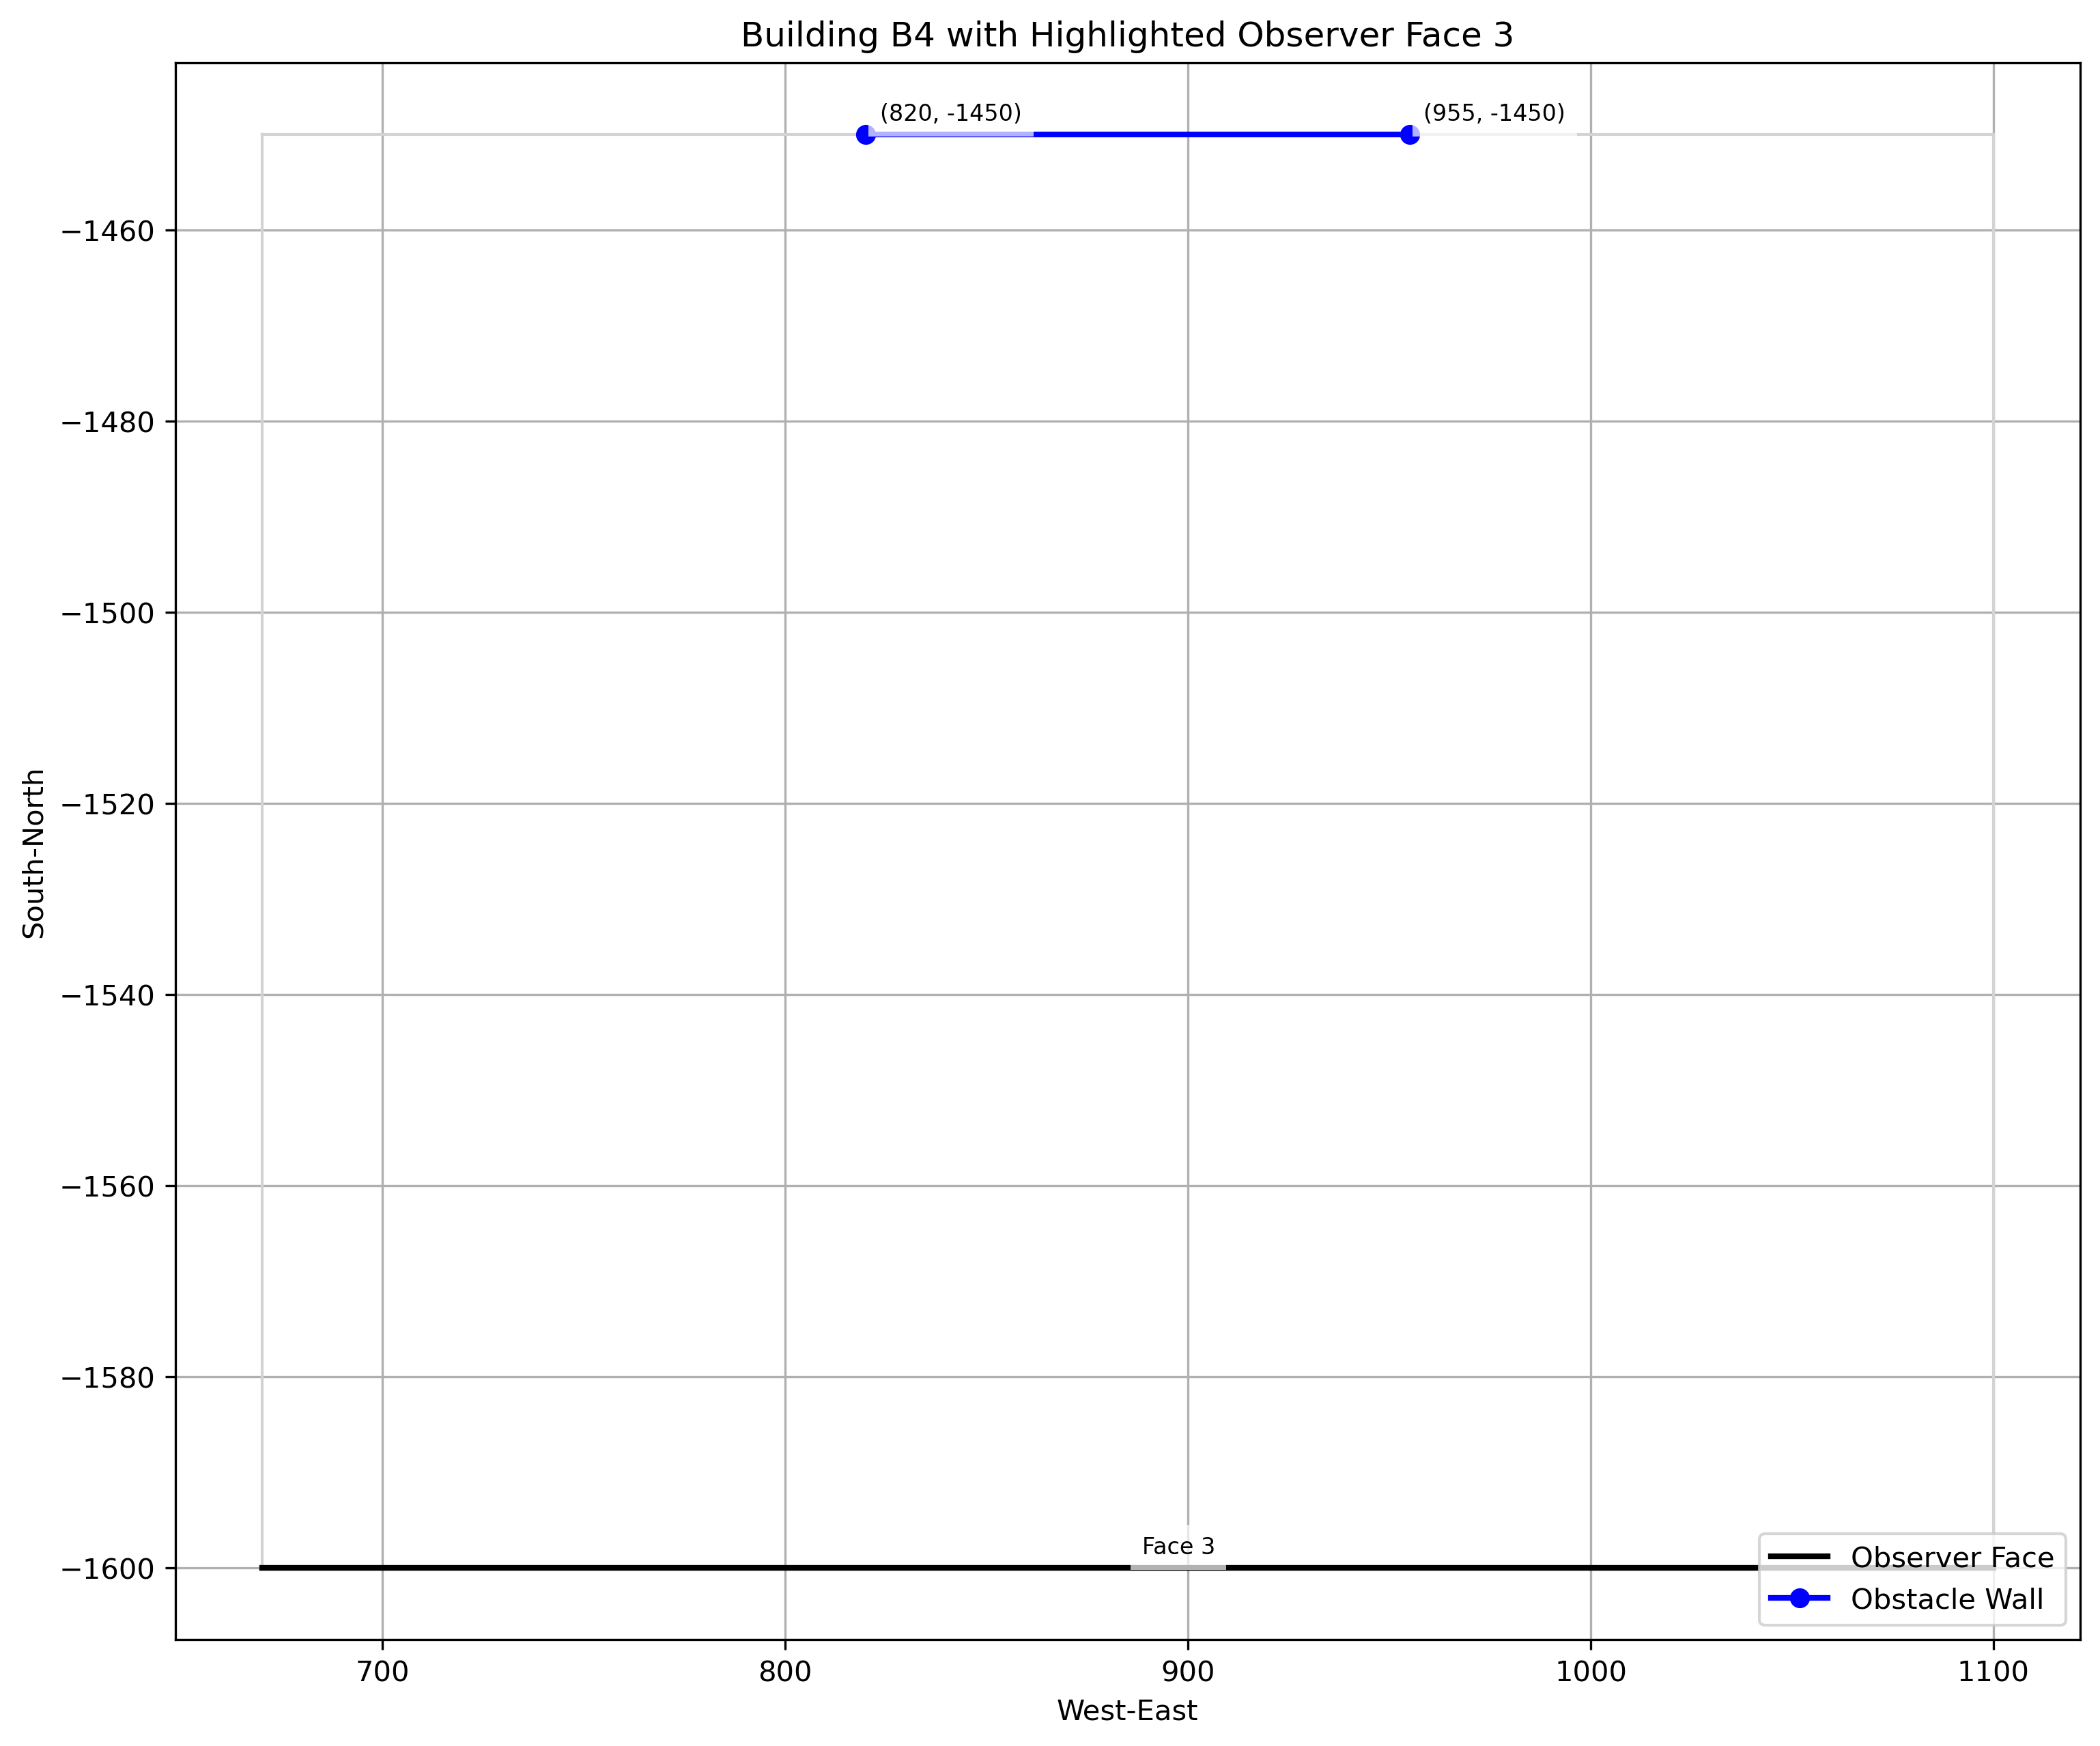 Building B4 with Highlighted Observer Face 3
(820, -1450)
(955, -1450)
−1460
−1480
−1500
−1520
−1540
−1560
−1580
−1600
South-North
Face 3
Observer Face
Obstacle Wall
700
800
900
1000
1100
West-East